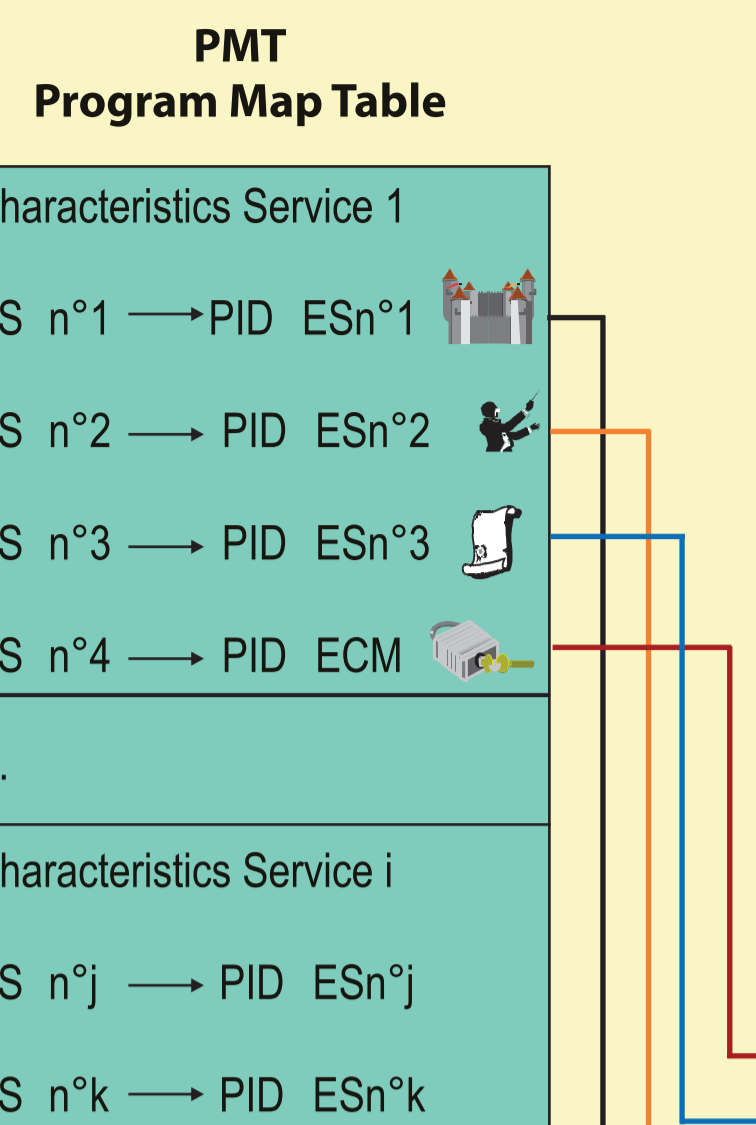 PMT
Program Map Table
haracteristics Service 1
S n°1 PID ESn°1
S n°2 PID ESn°2
S n°3 PID ESn°3
S n°4 PID ECM
.
haracteristics Service i
S n°j PID ESn°j
S n°k PID ESn°k